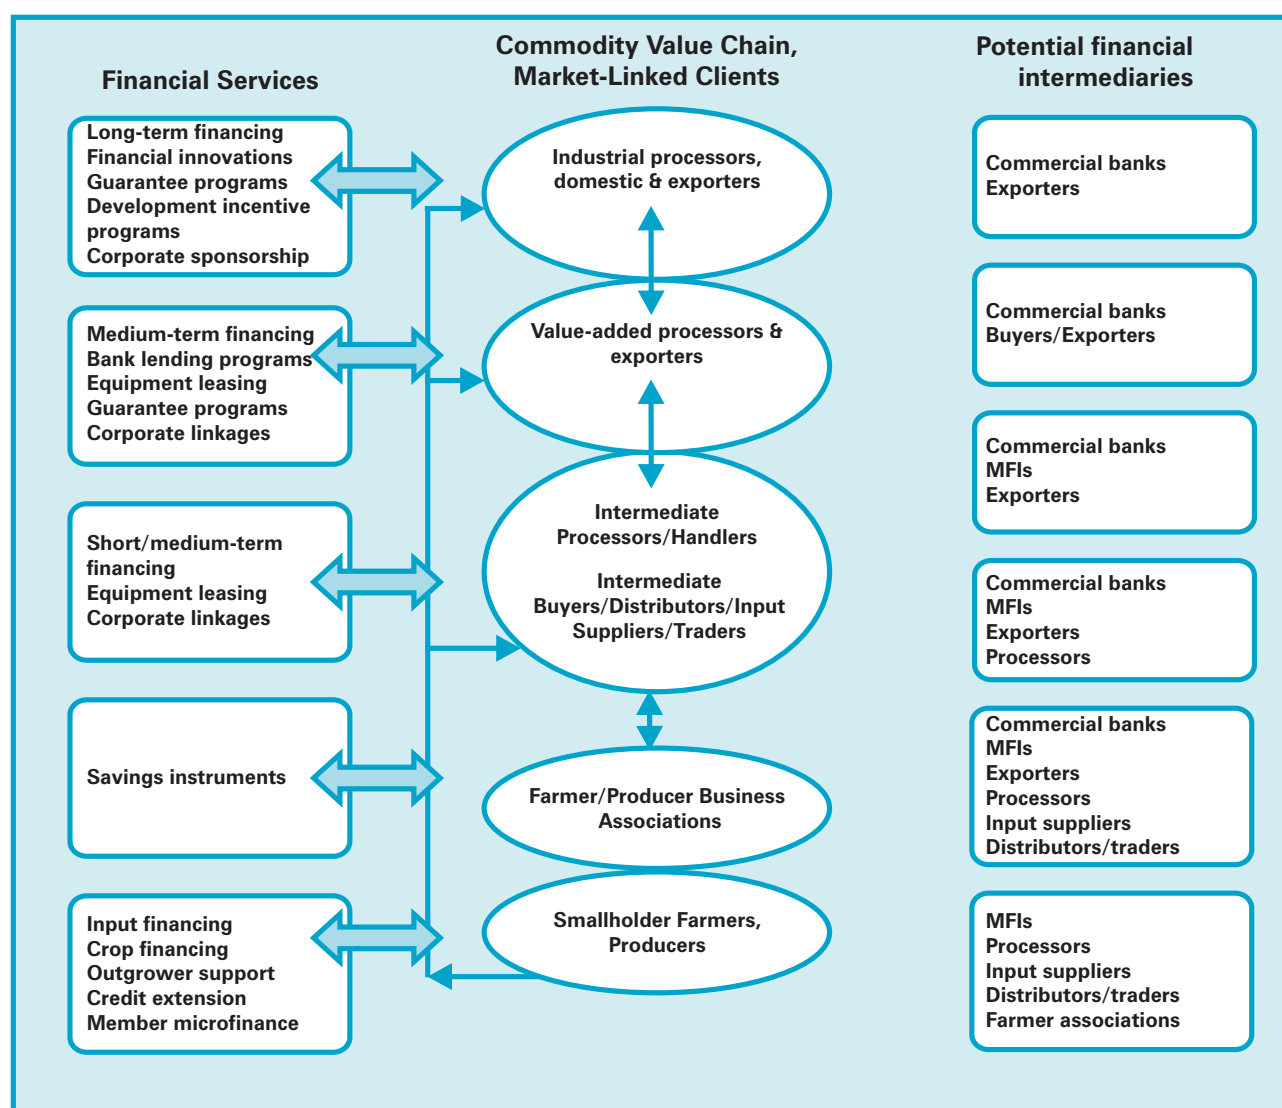 Financial Services
Commodity Value Chain,
Market-Linked Clients
Potential financial
intermediaries
Long-term financing
Financial innovations
Guarantee programs
Development incentive
programs
Corporate sponsorship
Industrial processors,
domestic & exporters
Commercial banks
Exporters
Medium-term financing
Bank lending programs
Equipment leasing
Guarantee programs
Corporate linkages
Value-added processors &
exporters
Commercial banks
Buyers/Exporters
Short/medium-term
financing
Equipment leasing
Corporate linkages
Intermediate
Processors/Handlers
Intermediate
Buyers/Distributors/Input
Suppliers/Traders
Commercial banks
MFIs
Exporters
Commercial banks
MFIs
Exporters
Processors
Savings instruments
Farmer/Producer Business
Associations
Commercial banks
MFIs
Exporters
Processors
Input suppliers
Distributors/traders
Input financing
Crop financing
Outgrower support
Credit extension
Member microfinance
Smallholder Farmers,
Producers
MFIs
Processors
Input suppliers
Distributors/traders
Farmer associations